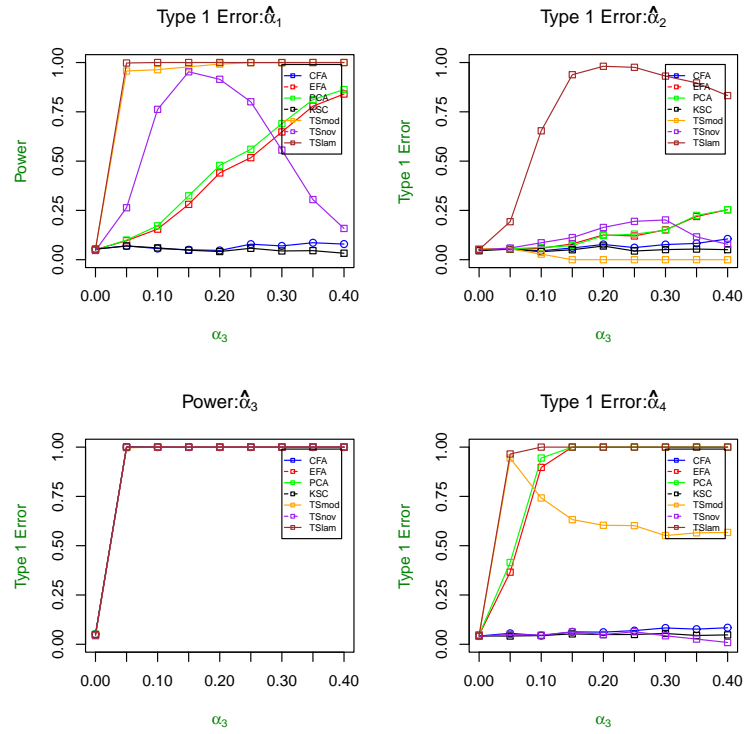 Type 1 Error:α̂₁
Power
1.00
0.75
0.50
0.25
0.00
0.00 0.10 0.20 0.30 0.40
α₃
CFA
EFA
PCA
KSC
TSmod
TSnov
TSlam
Type 1 Error:α̂₂
Type 1 Error
1.00
0.75
0.50
0.25
0.00
0.00 0.10 0.20 0.30 0.40
α₃
CFA
EFA
PCA
KSC
TSmod
TSnov
TSlam
Power:α̂₃
Type 1 Error
1.00
0.75
0.50
0.25
0.00
0.00 0.10 0.20 0.30 0.40
α₃
CFA
EFA
PCA
KSC
TSmod
TSnov
TSlam
Type 1 Error:α̂₄
Type 1 Error
1.00
0.75
0.50
0.25
0.00
0.00 0.10 0.20 0.30 0.40
α₃
CFA
EFA
PCA
KSC
TSmod
TSnov
TSlam